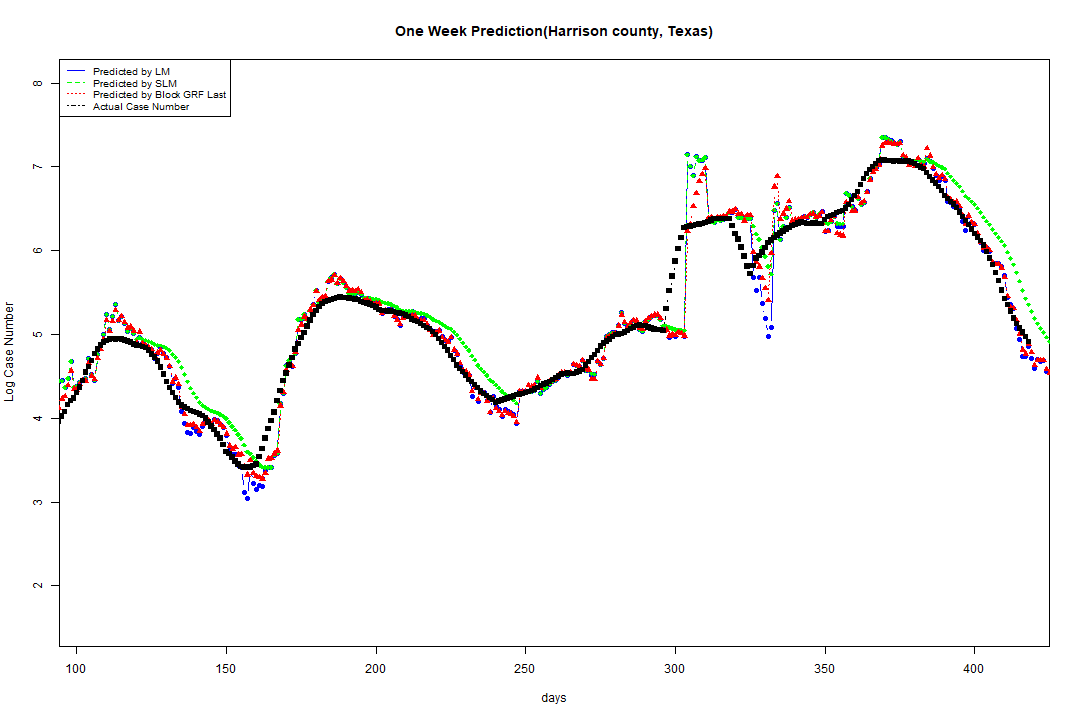 One Week Prediction(Harrison county, Texas)
Predicted by LM
Predicted by SLM
Predicted by Block GRF Last
Actual Case Number
8
7
6
5
4
3
2
Log Case Number
100 150 200 250 300 350 400
days